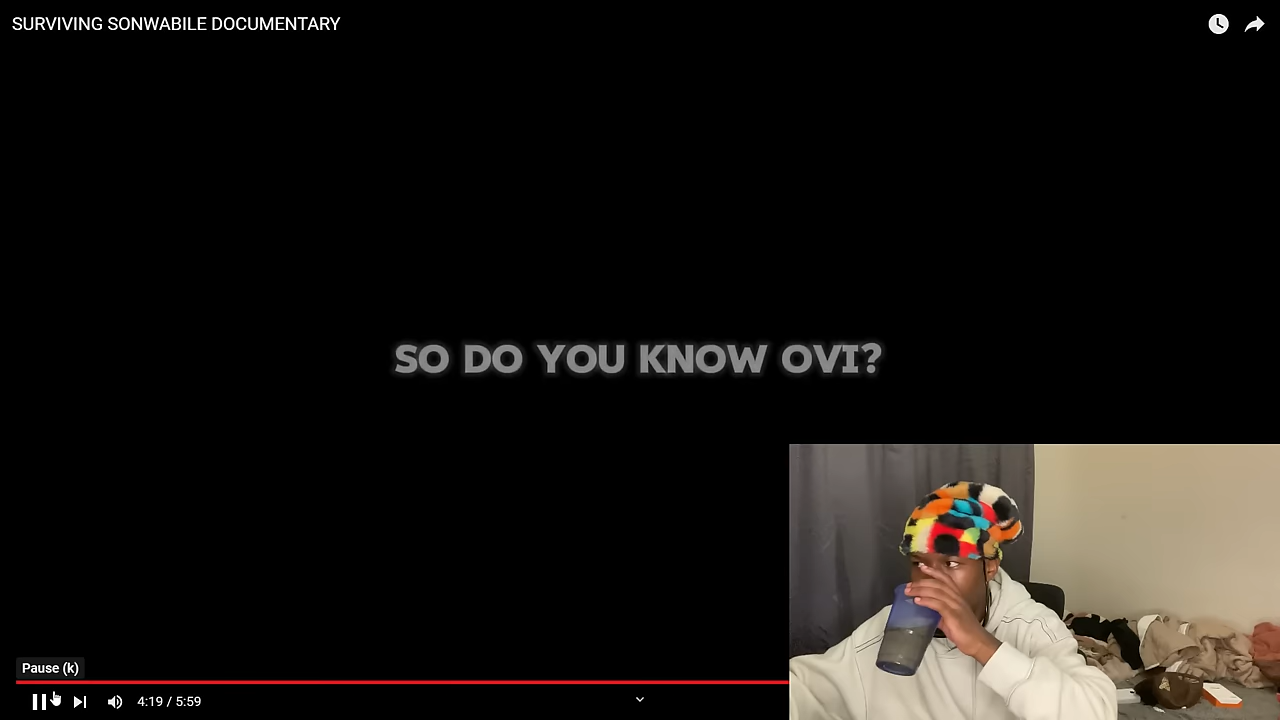 SURVIVING SONWABILE DOCUMENTARY
SO DO YOU KNOW OVI?
Pause (k)
4:19 / 5:59